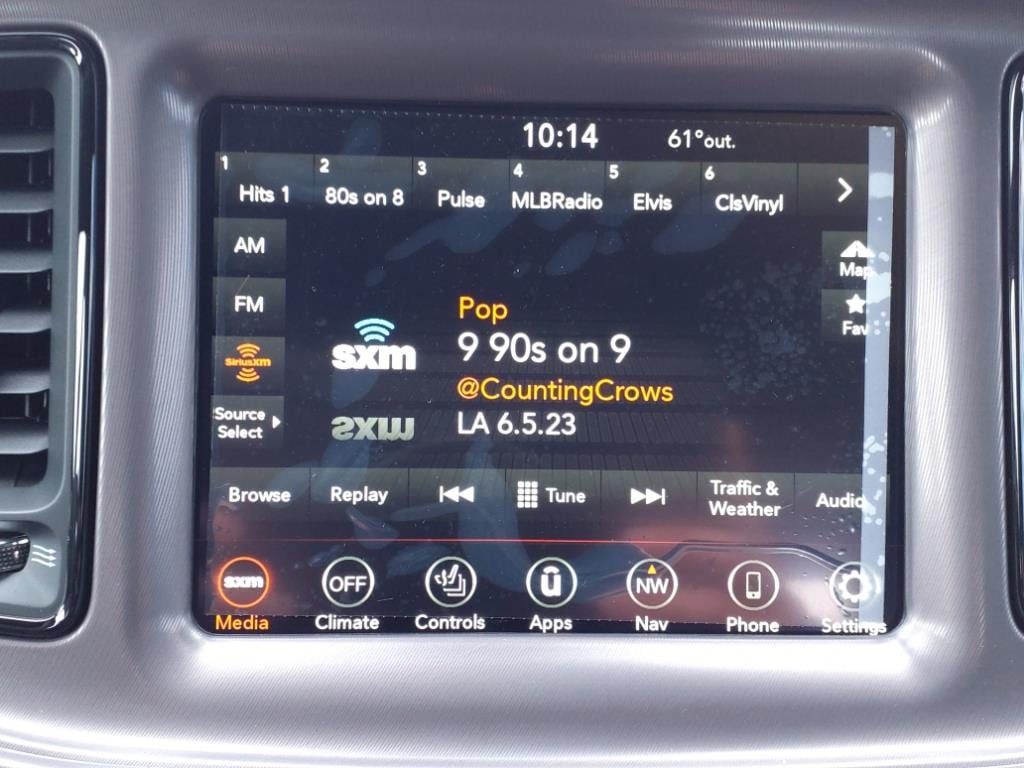 10:14 61°out.
1 2 3 4 5 6
Hits 1 80s on 8 Pulse MLBRadio Elvis ClsVinyl
AM
Map
FM
Fav
SiriusXM
Source
Select
Pop
sxm 9 90s on 9
@CountingCrows
LA 6.5.23
Browse Replay Tune Traffic &
Weather Audio
sxm OFF u NW
Media Climate Controls Apps Nav Phone Settings